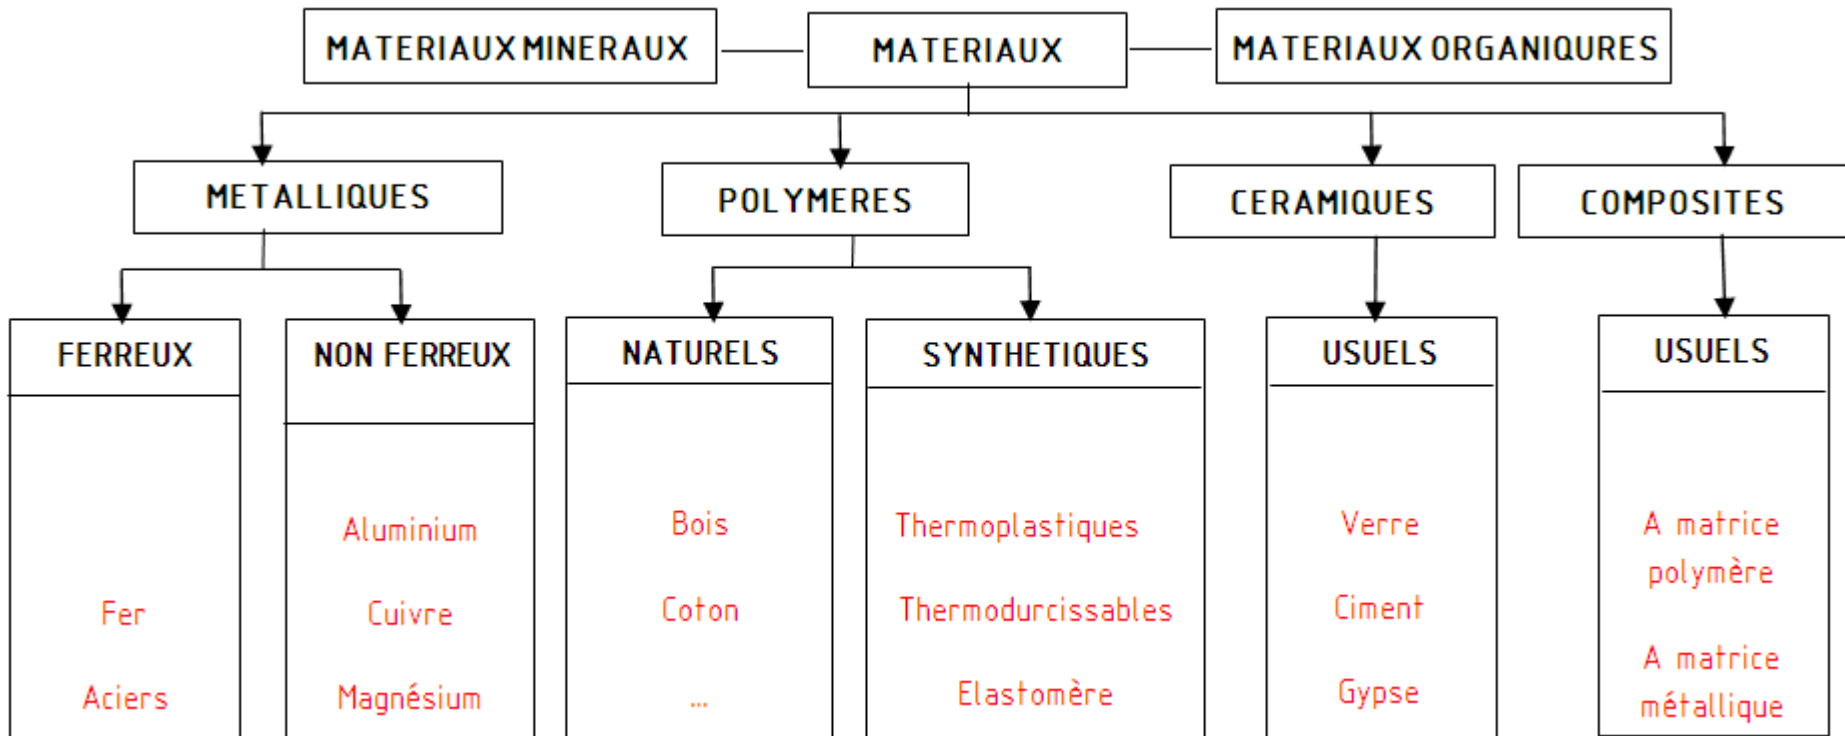 MATERIAUX MINERAUX
MATERIAUX
MATERIAUX ORGANIQURES
METALLIQUES
POLYMERES
CERAMIQUES
COMPOSITES
FERREUX
Fer
Aciers
NON FERREUX
Aluminium
Cuivre
Magnésium
NATURELS
Bois
Coton
...
SYNTHETIQUES
Thermoplastiques
Thermodurcissables
Elastomère
USUELS
Verre
Ciment
Gypse
USUELS
A matrice
polymère
A matrice
métallique